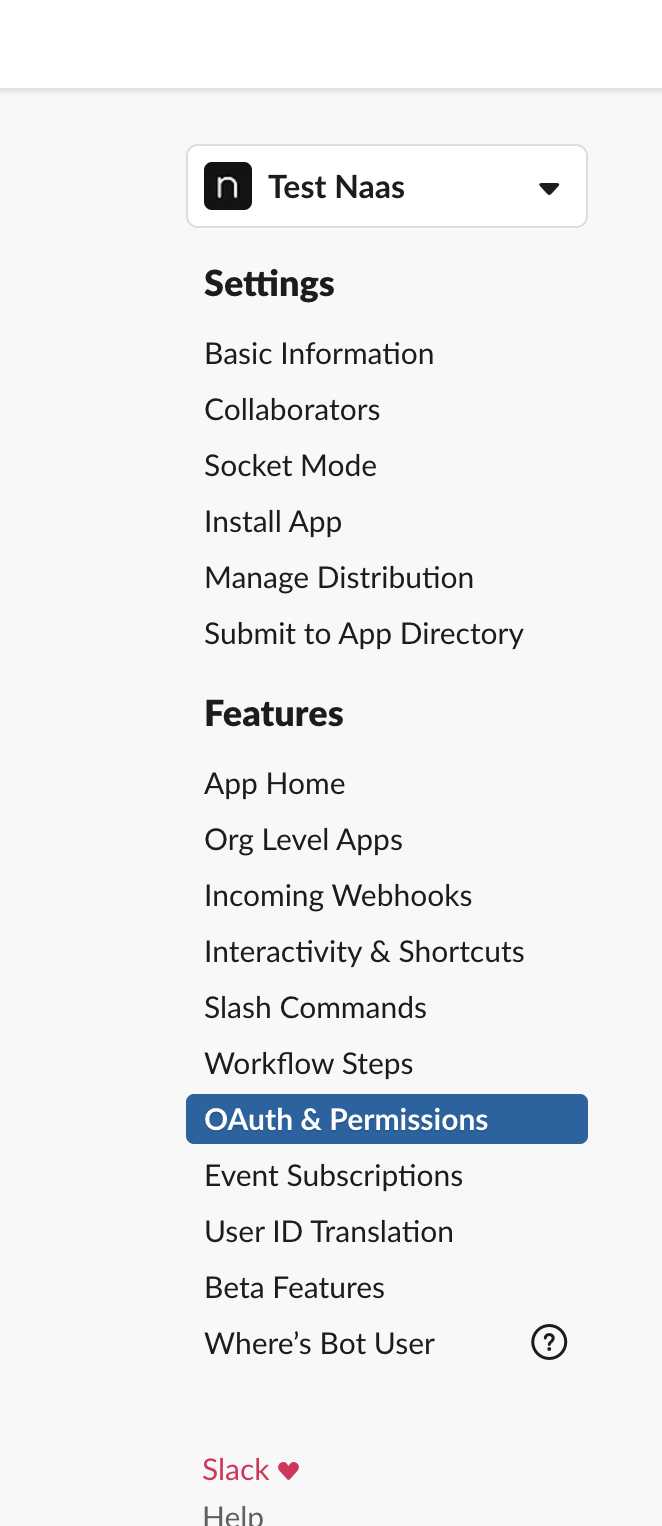 n Test Naas
Settings
Basic Information
Collaborators
Socket Mode
Install App
Manage Distribution
Submit to App Directory
Features
App Home
Org Level Apps
Incoming Webhooks
Interactivity & Shortcuts
Slash Commands
Workflow Steps
OAuth & Permissions
Event Subscriptions
User ID Translation
Beta Features
Where’s Bot User ?
Slack ♥
Help